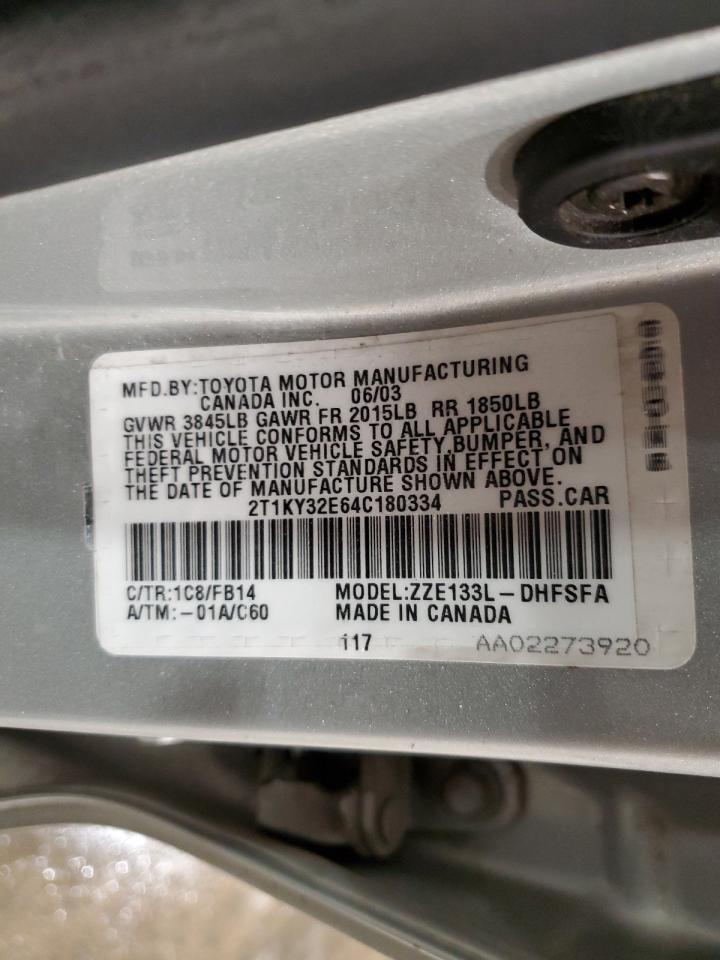 MFD.BY:TOYOTA MOTOR MANUFACTURING
CANADA INC. 06/03
GVWR 3845LB GAWR FR 2015LB RR 1850LB
THIS VEHICLE CONFORMS TO ALL APPLICABLE
FEDERAL MOTOR VEHICLE SAFETY,BUMPER, AND
THEFT PREVENTION STANDARDS IN EFFECT ON
THE DATE OF MANUFACTURE SHOWN ABOVE.
2T1KY32E64C180334 PASS.CAR
C/TR:1C8/FB14 MODEL:ZZE133L-DHFSFA
A/TM:-01A/C60 MADE IN CANADA
117 AA02273920